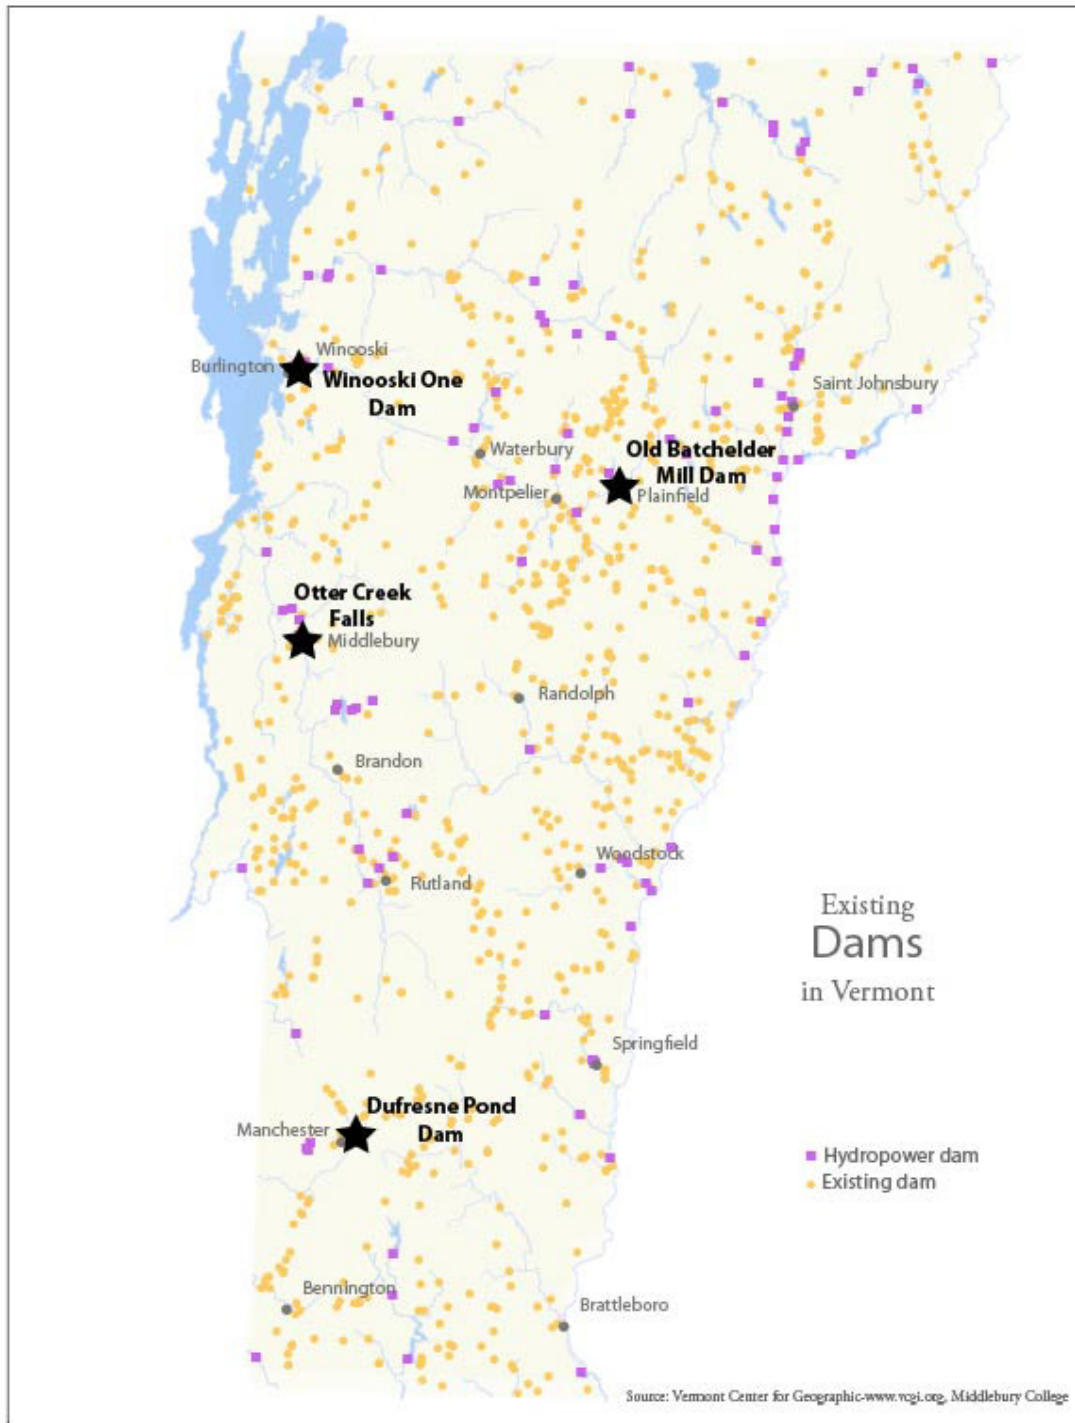 Winooski
Burlington
Winooski One
Dam
Saint Johnsbury
Waterbury
Old Batchelder
Mill Dam
Montpelier
Plainfield
Otter Creek
Falls
Middlebury
Randolph
Brandon
Woodstock
Rutland
Existing
Dams
in Vermont
Springfield
Dufresne Pond
Dam
Manchester
Hydropower dam
Existing dam
Bennington
Brattleboro
Source: Vermont Center for Geographic-www.vcgi.org, Middlebury College